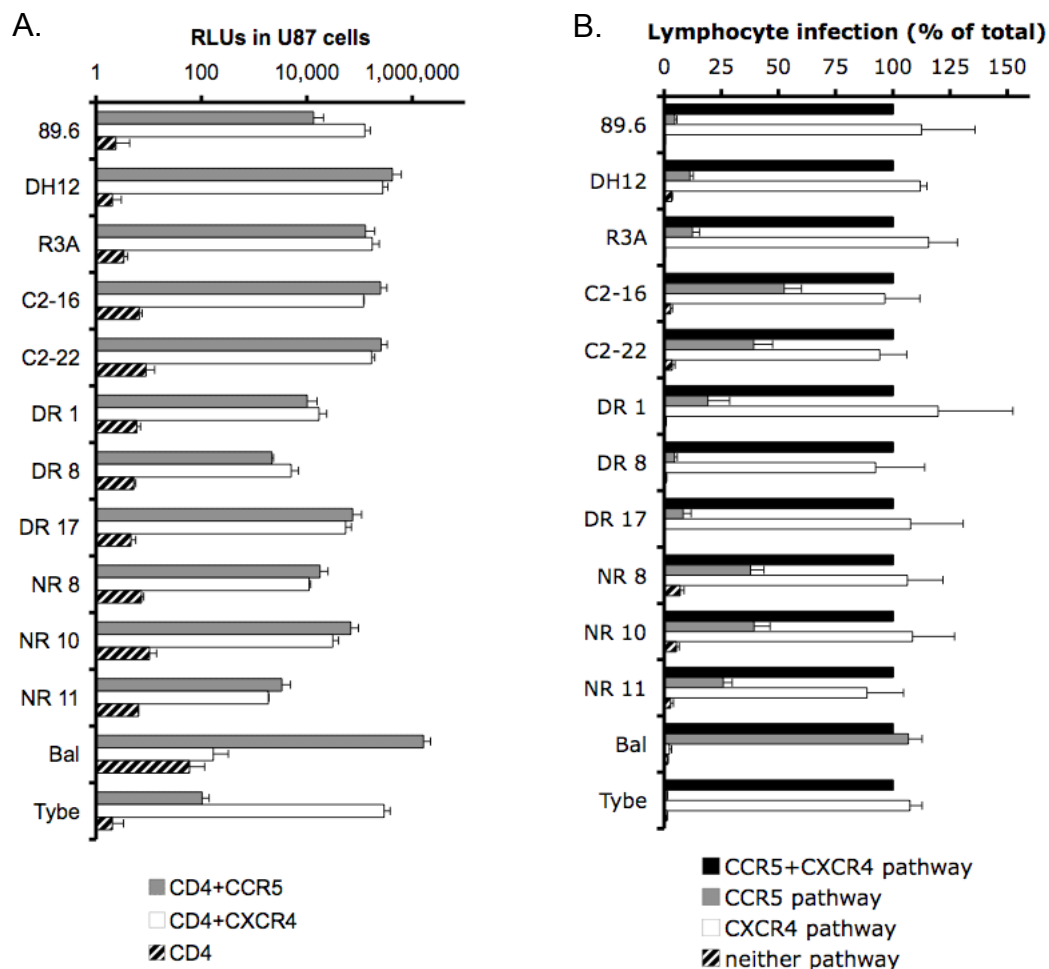 A.
RLUs in U87 cells
1 100 10,000 1,000,000
89.6
DH12
R3A
C2-16
C2-22
DR 1
DR 8
DR 17
NR 8
NR 10
NR 11
Bal
Tybe
CD4+CCR5
CD4+CXCR4
CD4
B.
Lymphocyte infection (% of total)
0 25 50 75 100 125 150
89.6
DH12
R3A
C2-16
C2-22
DR 1
DR 8
DR 17
NR 8
NR 10
NR 11
Bal
Tybe
CCR5+CXCR4 pathway
CCR5 pathway
CXCR4 pathway
neither pathway